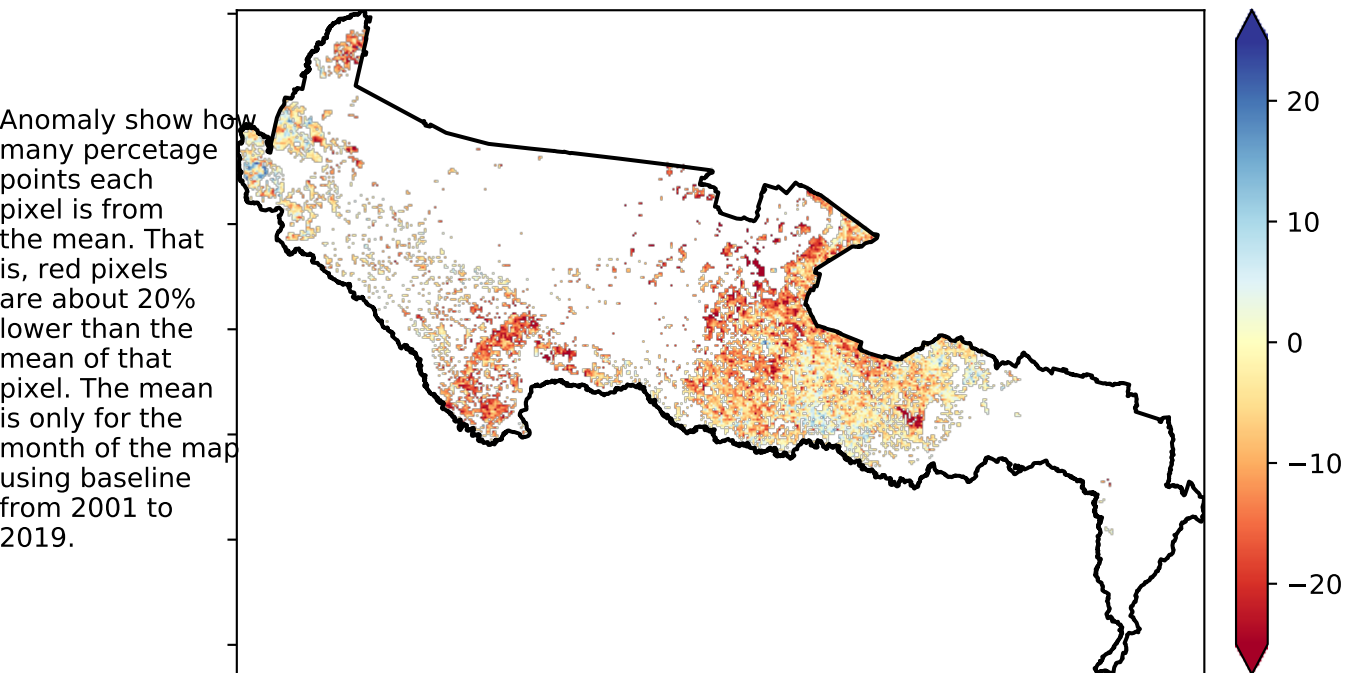 Anomaly show how
many percetage
points each
pixel is from
the mean. That
is, red pixels
are about 20%
lower than the
mean of that
pixel. The mean
is only for the
month of the map
using baseline
from 2001 to
2019.
20
10
0
−10
−20